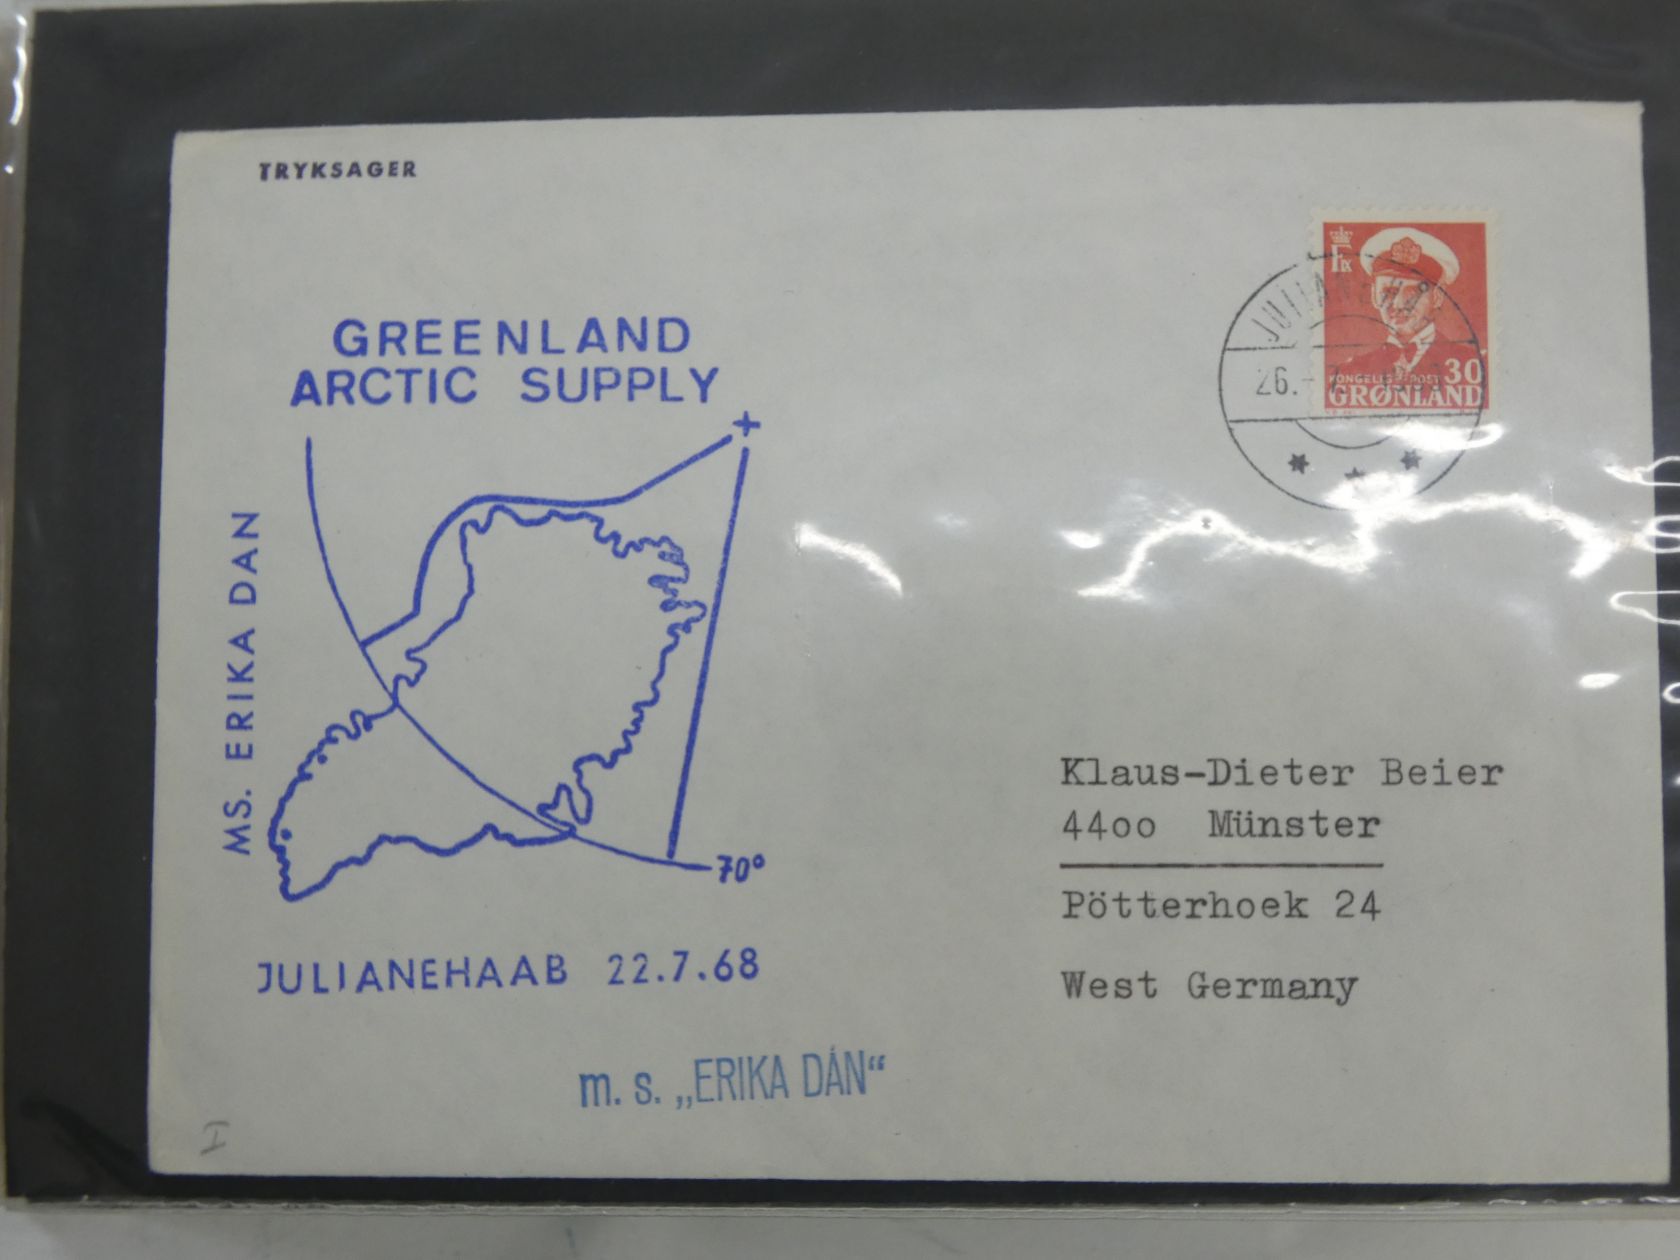 TRYKSAGER
GREENLAND
ARCTIC SUPPLY
MS. ERIKA DAN
70°
JULIANEHAAB 22.7.68
m. s. „ERIKA DAN“
I
30
KONGELIG POST
GRØNLAND
26.
Klaus-Dieter Beier
44oo Münster
Pötterhoek 24
West Germany